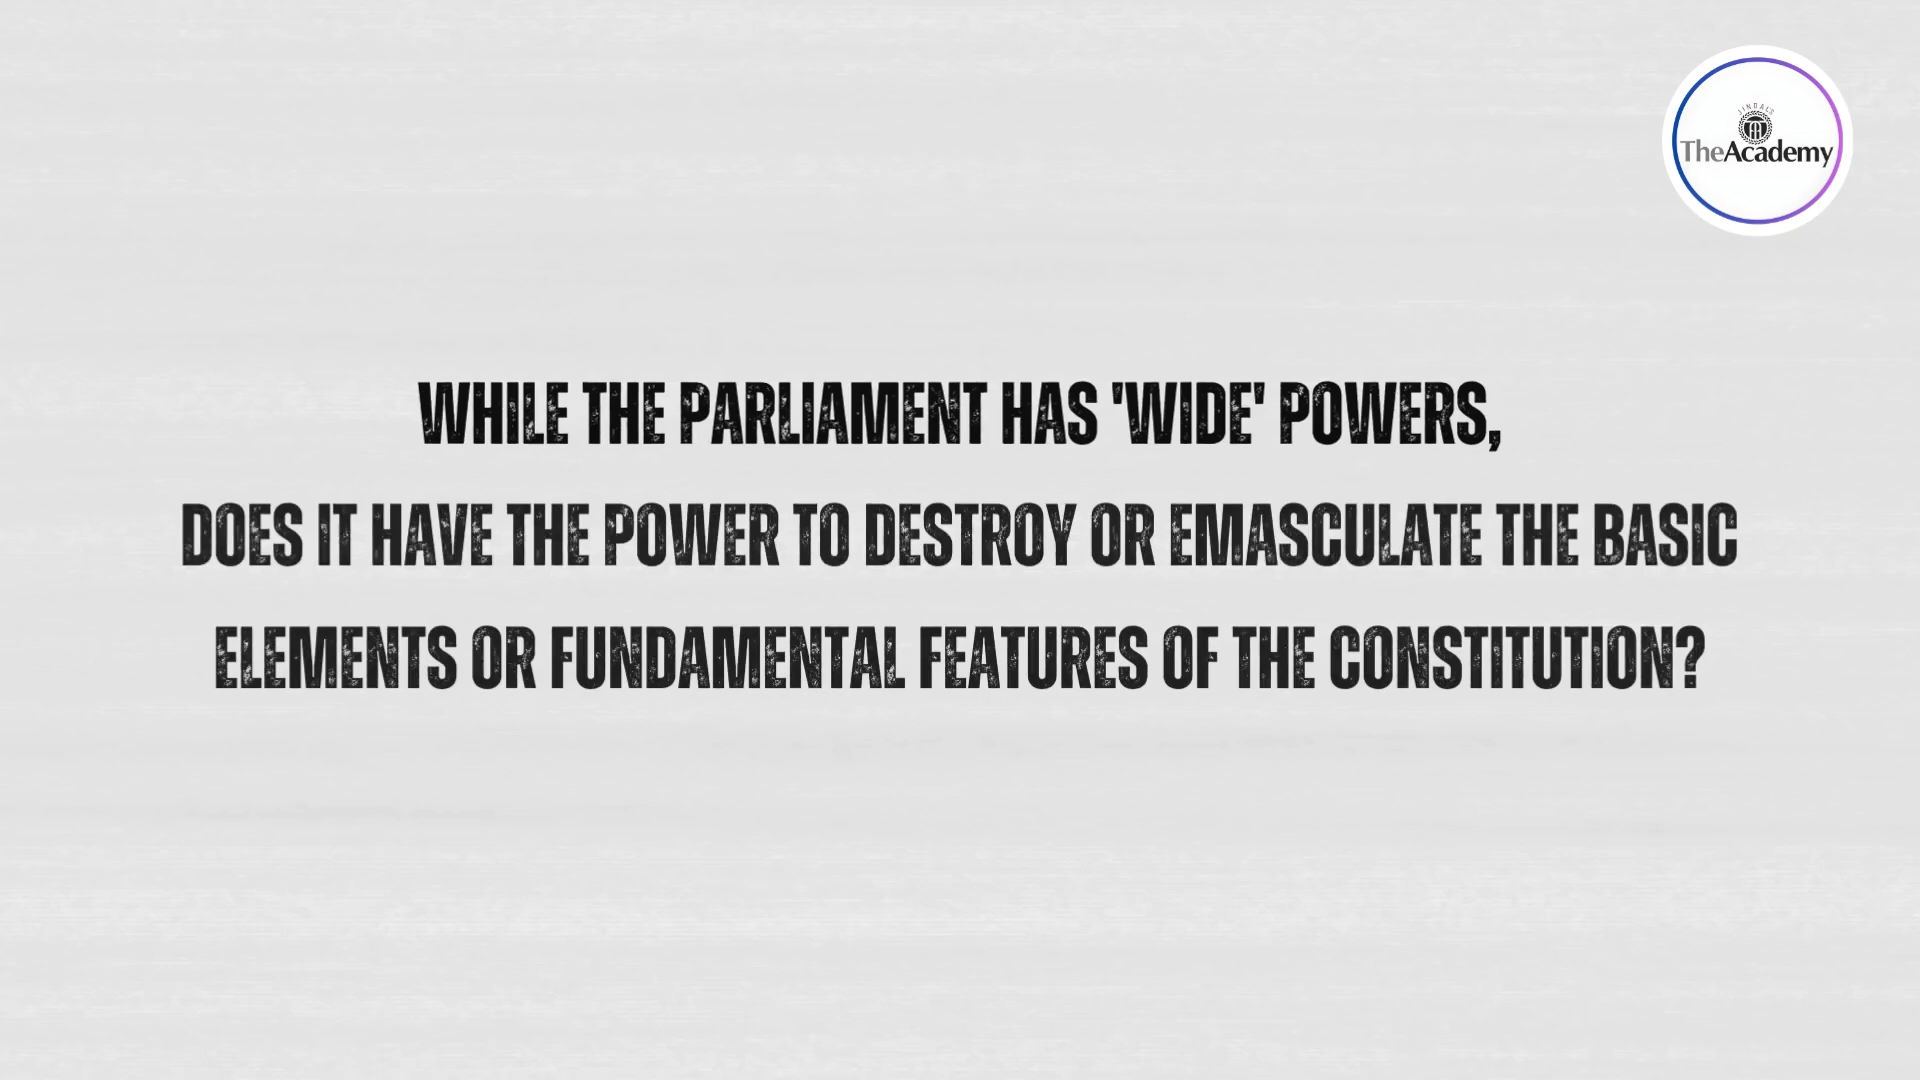 JINDALS
TheAcademy
WHILE THE PARLIAMENT HAS 'WIDE' POWERS,
DOES IT HAVE THE POWER TO DESTROY OR EMASCULATE THE BASIC
ELEMENTS OR FUNDAMENTAL FEATURES OF THE CONSTITUTION?